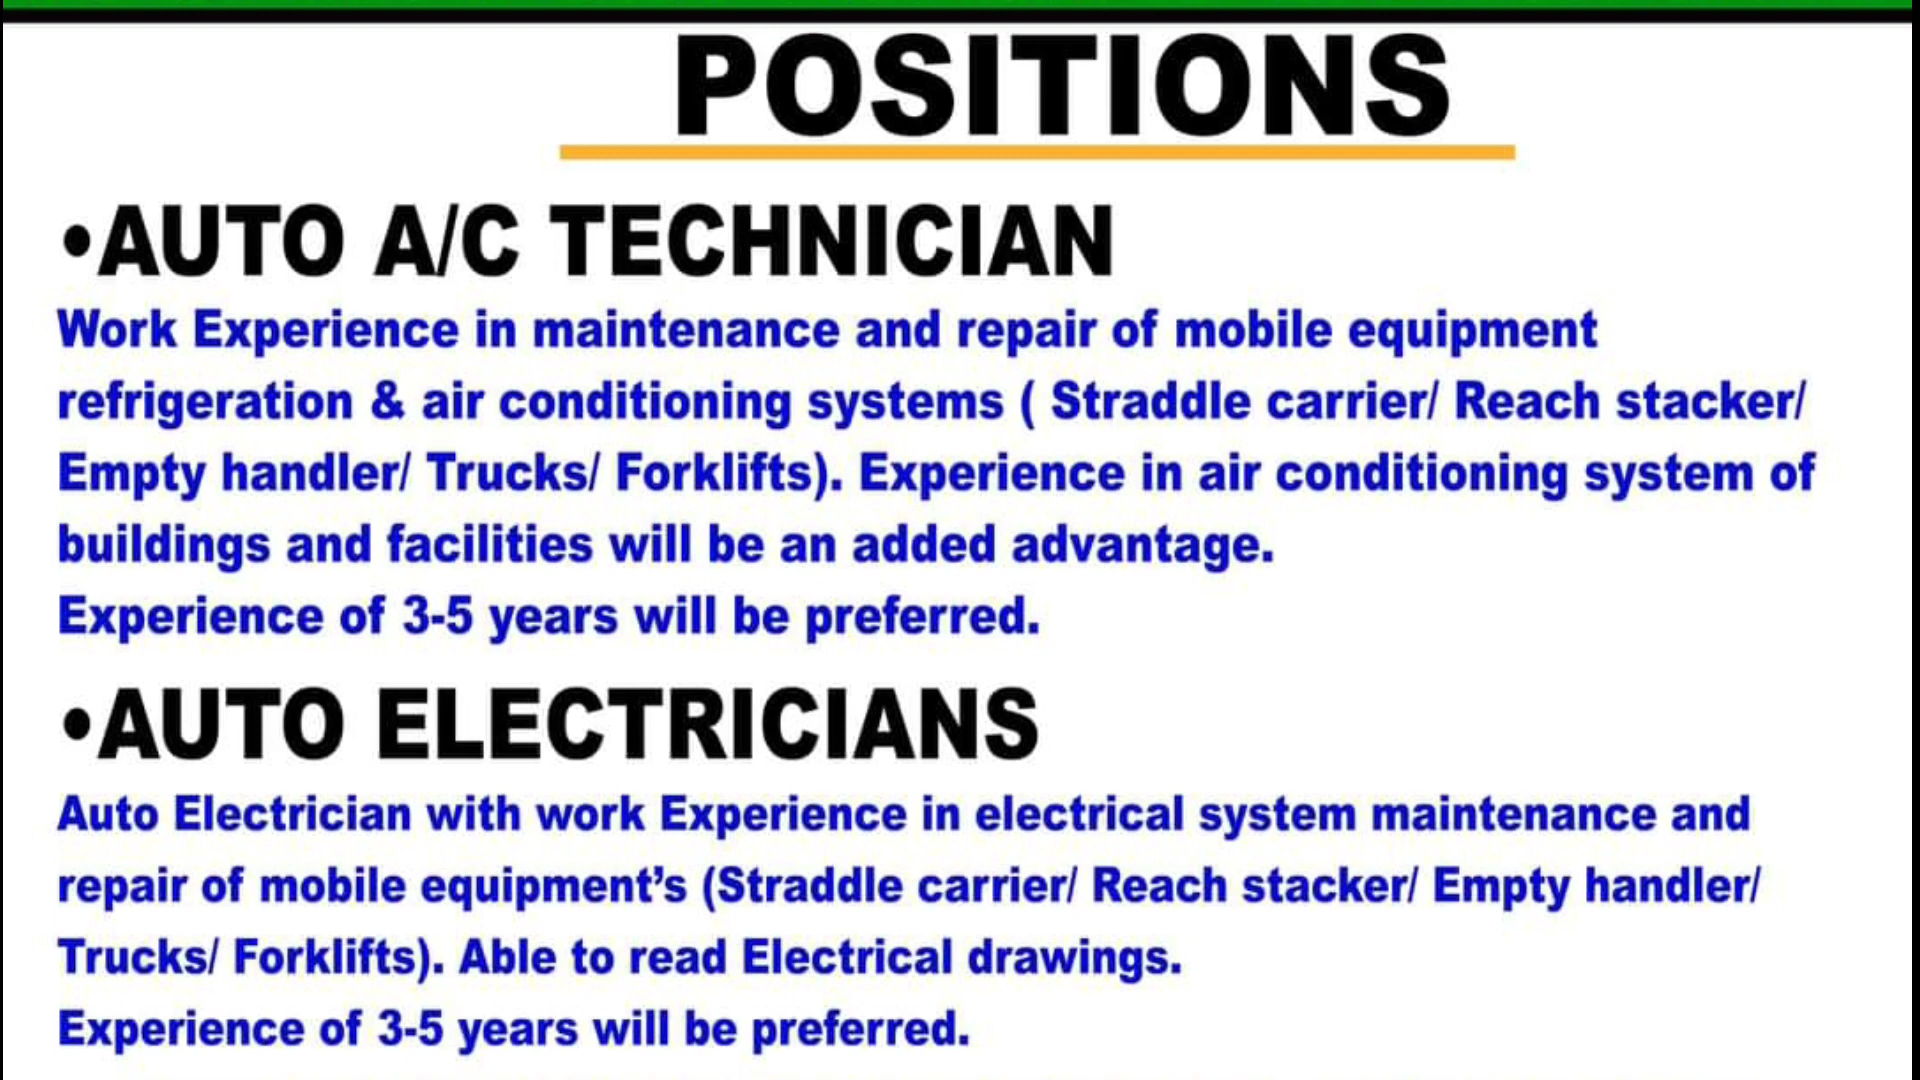 POSITIONS
•AUTO A/C TECHNICIAN
Work Experience in maintenance and repair of mobile equipment
refrigeration & air conditioning systems ( Straddle carrier/ Reach stacker/
Empty handler/ Trucks/ Forklifts). Experience in air conditioning system of
buildings and facilities will be an added advantage.
Experience of 3-5 years will be preferred.
•AUTO ELECTRICIANS
Auto Electrician with work Experience in electrical system maintenance and
repair of mobile equipment’s (Straddle carrier/ Reach stacker/ Empty handler/
Trucks/ Forklifts). Able to read Electrical drawings.
Experience of 3-5 years will be preferred.